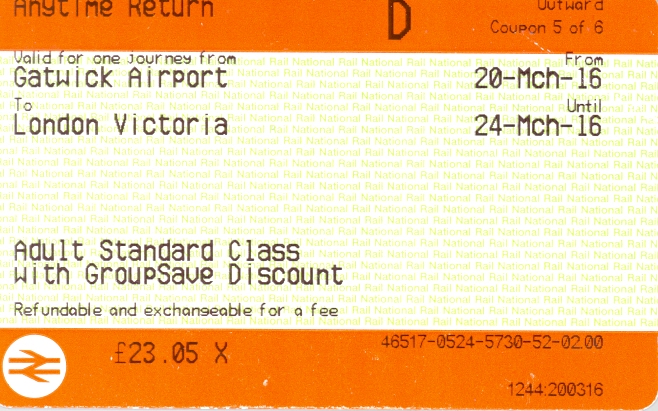 Anytime Return
D
Outward
Coupon 5 of 6
Valid for one journey from
From
Gatwick Airport
20-Mch-16
To
Until
London Victoria
24-Mch-16
Adult Standard Class
with GroupSave Discount
Refundable and exchangeable for a fee
£23.05 X
46517-0524-5730-52-02.00
1244:200316
National Rail